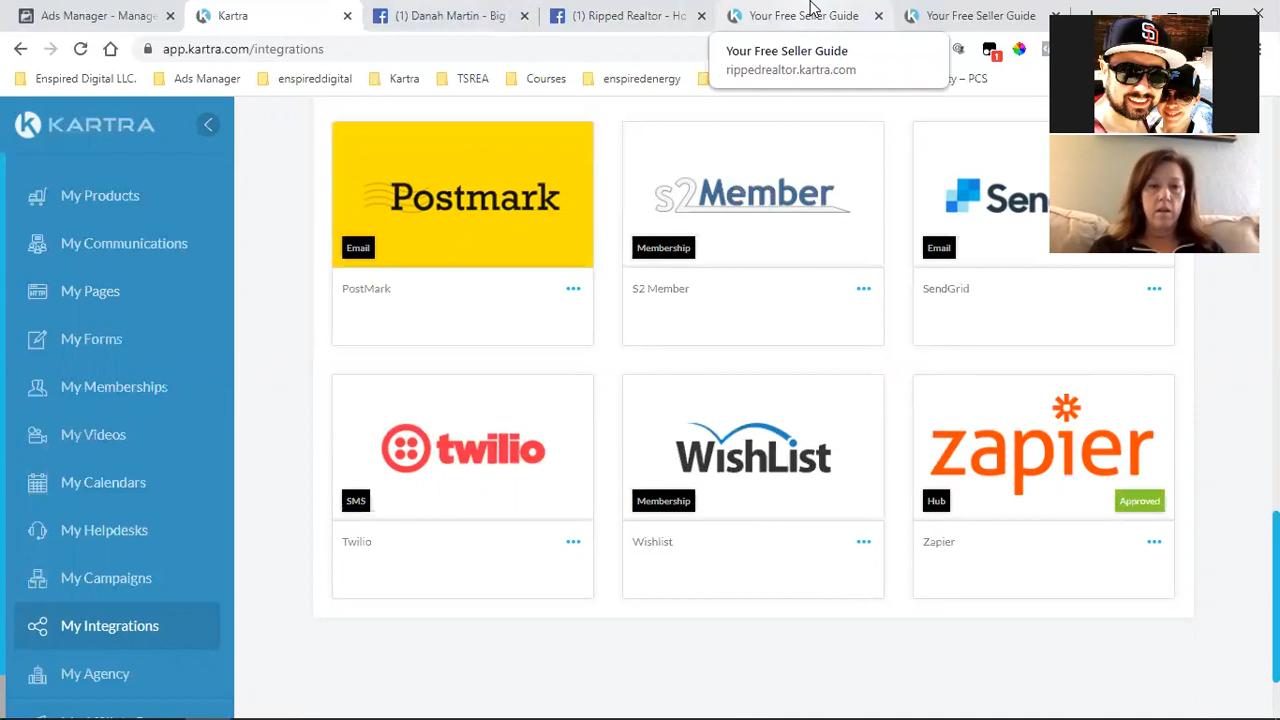 Ads Manager - Manage
Kartra
(1) Danah Martin - Big
(1) Ripped Realtor - Ho
Your Free Seller Guide
Free Seller Guide
app.kartra.com/integrations
Your Free Seller Guide
rippedrealtor.kartra.com
1
Enspired Digital LLC.
Ads Manager
enspireddigital
Courses
enspiredenergy
– PCS
KARTRA
My Products
My Communications
My Pages
My Forms
My Memberships
My Videos
My Calendars
My Helpdesks
My Campaigns
My Integrations
My Agency
Postmark
Email
PostMark
s2Member
Membership
S2 Member
Sen
Email
SendGrid
twilio
SMS
Twilio
WishList
Membership
Wishlist
zapier
Hub
Approved
Zapier